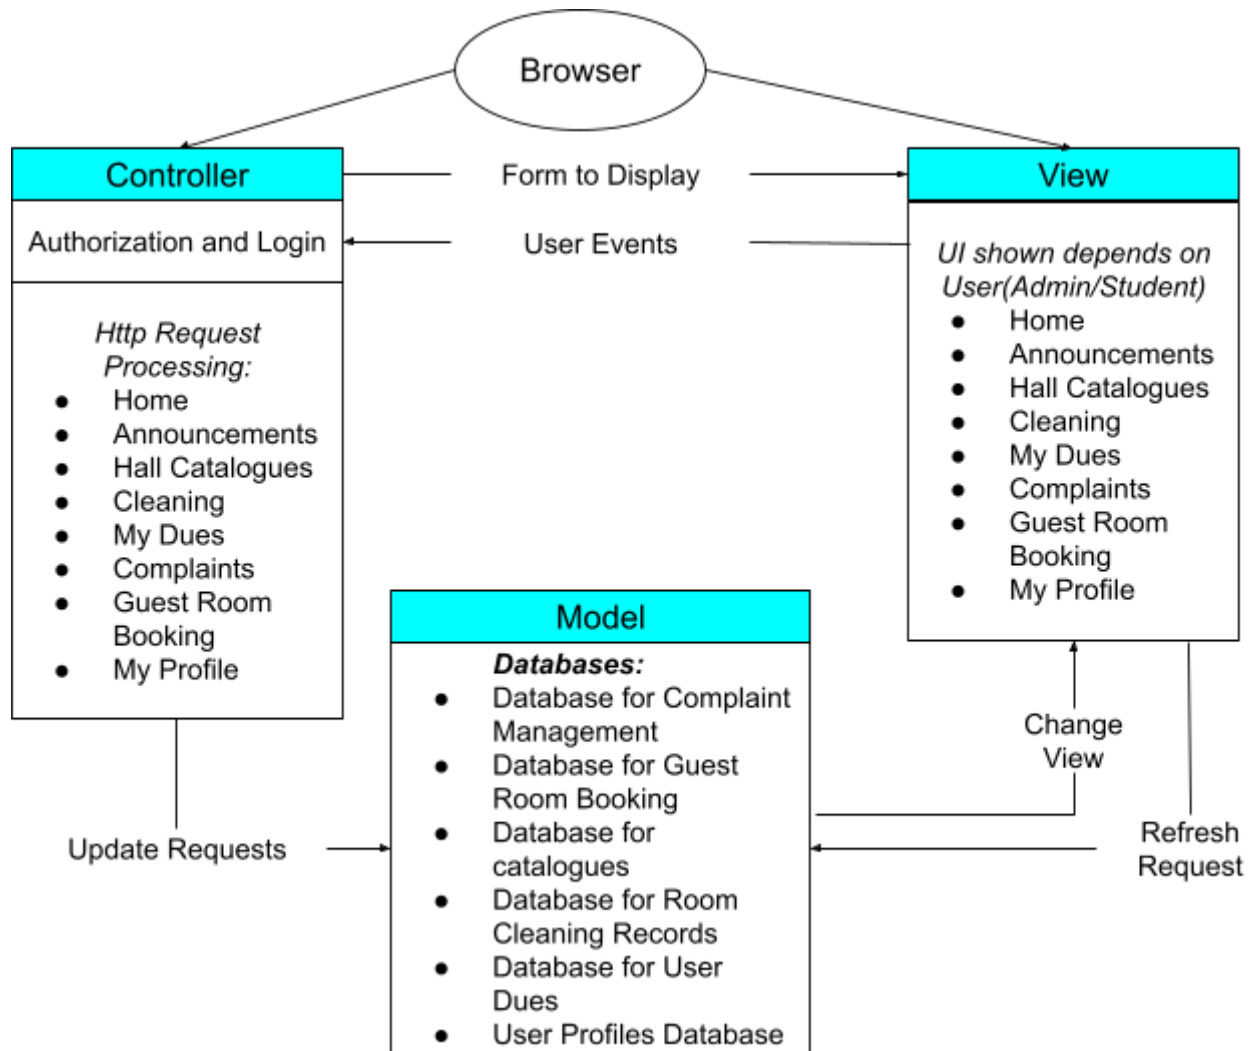 Browser
Controller
Form to Display
View
Authorization and Login
User Events
UI shown depends on
User(Admin/Student)
● Home
● Announcements
● Hall Catalogues
● Cleaning
● My Dues
● Complaints
● Guest Room
Booking
● My Profile
Http Request
Processing:
● Home
● Announcements
● Hall Catalogues
● Cleaning
● My Dues
● Complaints
● Guest Room
Booking
● My Profile
Model
Databases:
● Database for Complaint
Management
● Database for Guest
Room Booking
● Database for
catalogues
● Database for Room
Cleaning Records
● Database for User
Dues
● User Profiles Database
Change
View
Update Requests
Refresh
Request